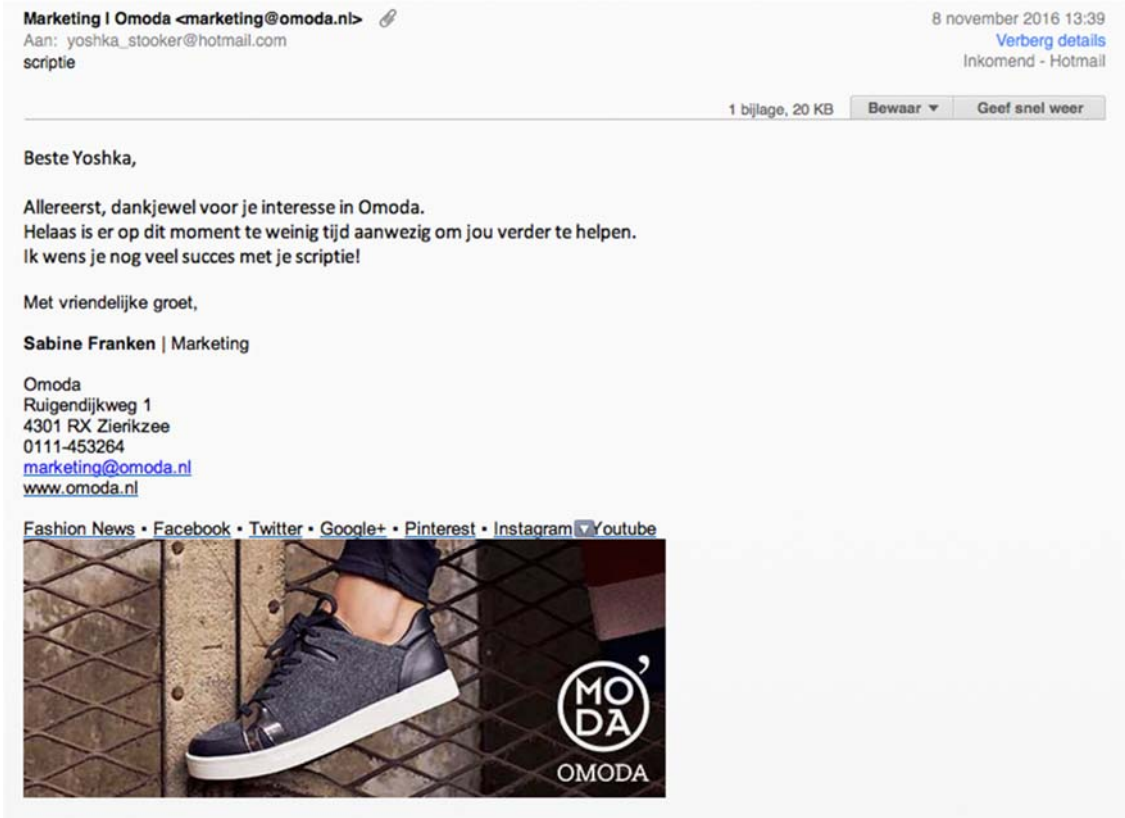 Marketing I Omoda <marketing@omoda.nl>
8 november 2016 13:39
Aan: yoshka_stooker@hotmail.com
Verberg details
scriptie
Inkomend - Hotmail
1 bijlage, 20 KB
Bewaar
Geef snel weer
Beste Yoshka,
Allereerst, dankjewel voor je interesse in Omoda.
Helaas is er op dit moment te weinig tijd aanwezig om jou verder te helpen.
Ik wens je nog veel succes met je scriptie!
Met vriendelijke groet,
Sabine Franken | Marketing
Omoda
Ruigendijkweg 1
4301 RX Zierikzee
0111-453264
marketing@omoda.nl
www.omoda.nl
Fashion News • Facebook • Twitter • Google+ • Pinterest • Instagram Youtube
MO'
DA
OMODA